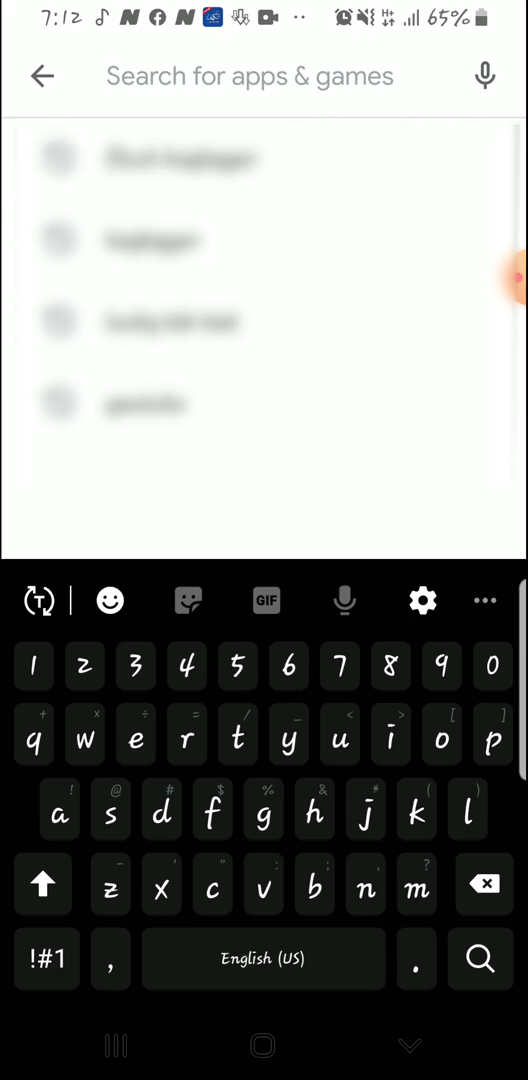 7:12 65%
Search for apps & games
T GIF
1 2 3 4 5 6 7 8 9 0
+ × ÷ = / _ < > [ ]
q w e r t y u i o p
! @ # $ % & * ( )
a s d f g h j k l
- ' " : ; , ?
z x c v b n m
!#1 , English (US) .